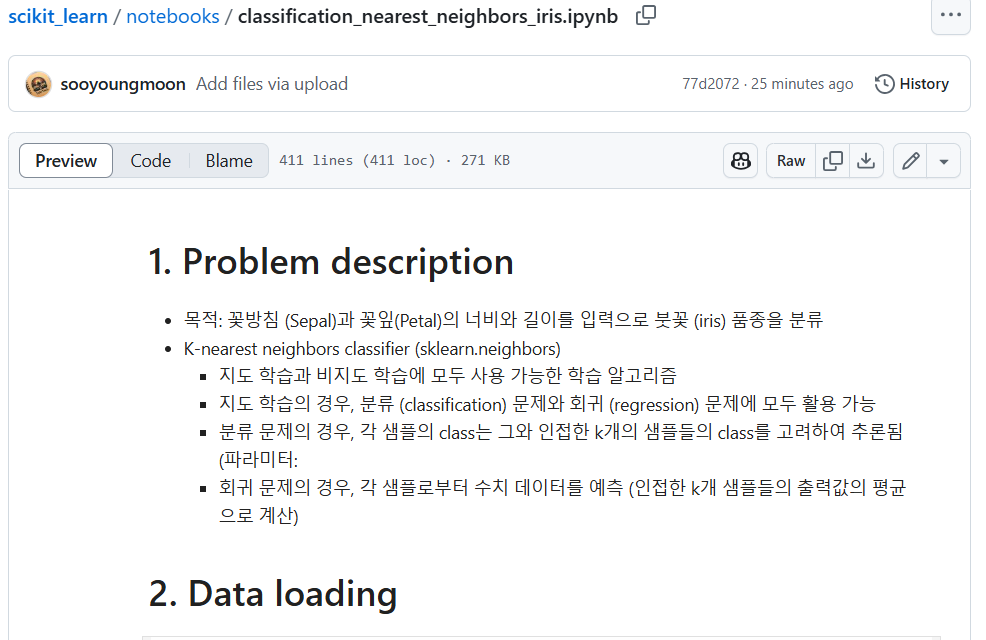 scikit_learn / notebooks / classification_nearest_neighbors_iris.ipynb
sooyoungmoon Add files via upload 77d2072 · 25 minutes ago History
Preview Code Blame 411 lines (411 loc) · 271 KB Raw
1. Problem description
목적: 꽃방침 (Sepal)과 꽃잎(Petal)의 너비와 길이를 입력으로 붓꽃 (iris) 품종을 분류
K-nearest neighbors classifier (sklearn.neighbors)
지도 학습과 비지도 학습에 모두 사용 가능한 학습 알고리즘
지도 학습의 경우, 분류 (classification) 문제와 회귀 (regression) 문제에 모두 활용 가능
분류 문제의 경우, 각 샘플의 class는 그와 인접한 k개의 샘플들의 class를 고려하여 추론됨
(파라미터:
회귀 문제의 경우, 각 샘플로부터 수치 데이터를 예측 (인접한 k개 샘플들의 출력값의 평균
으로 계산)
2. Data loading